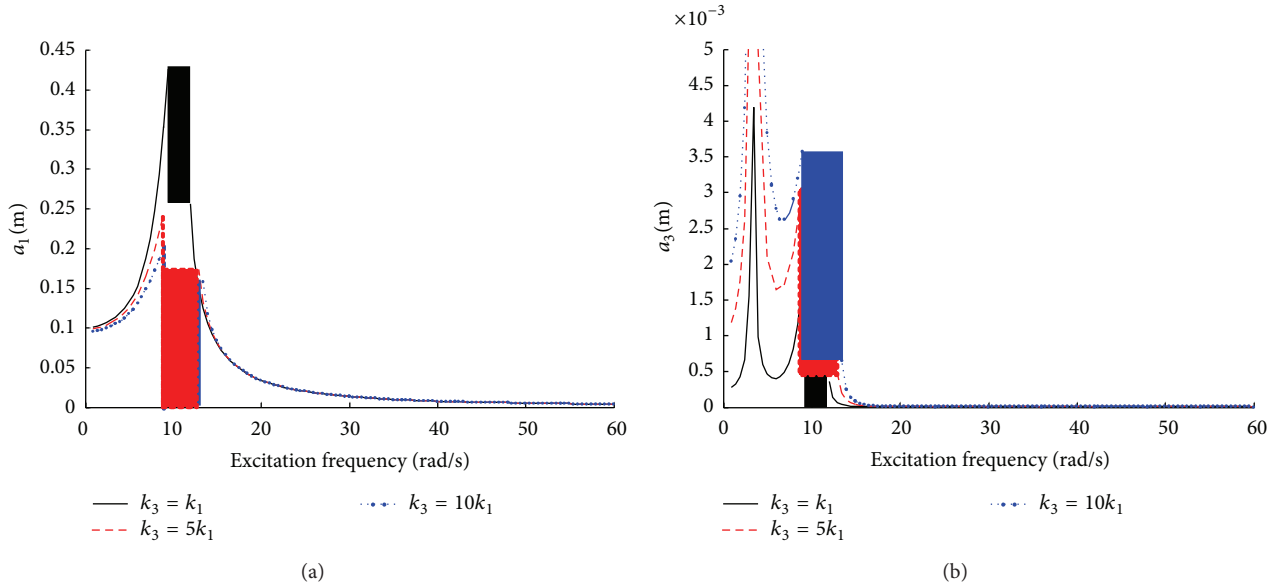 ×10⁻³
0.45
0.4
0.35
0.3
0.25
0.2
0.15
0.1
0.05
0
a₁ (m)
0 10 20 30 40 50 60
Excitation frequency (rad/s)
k₃ = k₁
k₃ = 5k₁
k₃ = 10k₁
(a)
5
4.5
4
3.5
3
2.5
2
1.5
1
0.5
0
a₃ (m)
0 10 20 30 40 50 60
Excitation frequency (rad/s)
k₃ = k₁
k₃ = 5k₁
k₃ = 10k₁
(b)